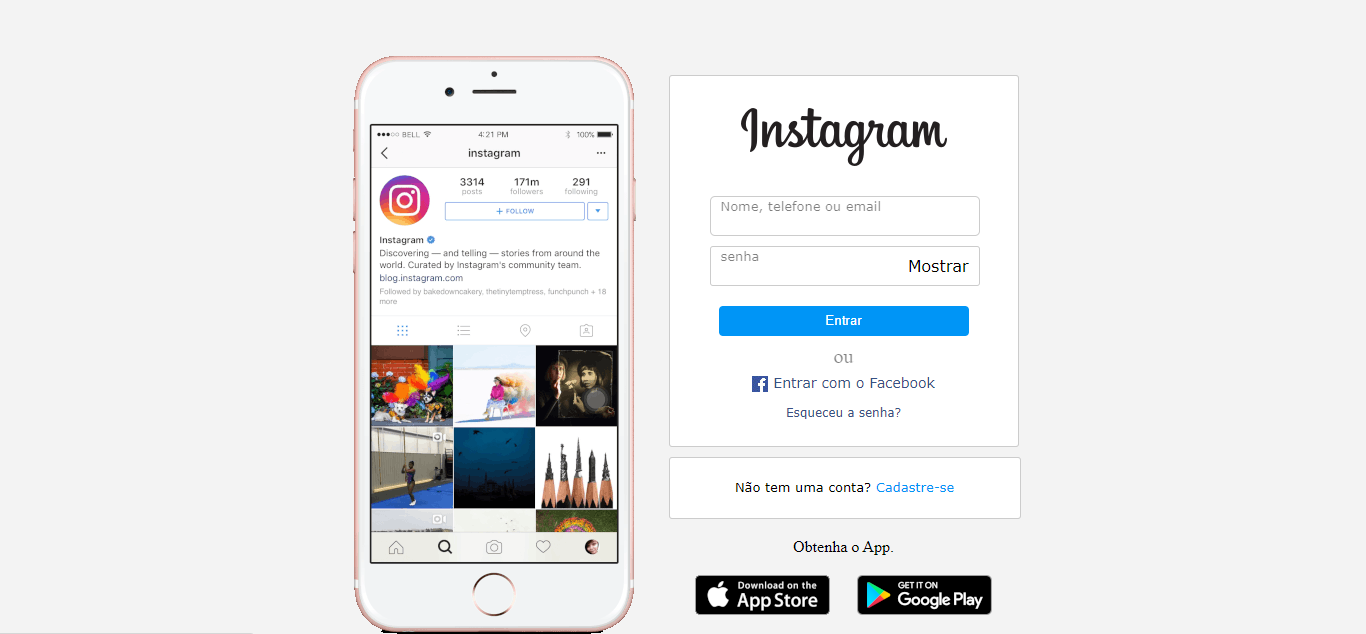 ●●●○○ BELL
4:21 PM
100%
instagram
3314
171m
291
posts
followers
following
+ FOLLOW
Instagram
Discovering — and telling — stories from around the
world. Curated by Instagram's community team.
blog.instagram.com
Followed by bakedowncakery, thetinytemptress, funchpunch + 18
more
Instagram
Nome, telefone ou email
senha
Mostrar
Entrar
ou
Entrar com o Facebook
Esqueceu a senha?
Não tem uma conta? Cadastre-se
Obtenha o App.
Download on the
App Store
GET IT ON
Google Play